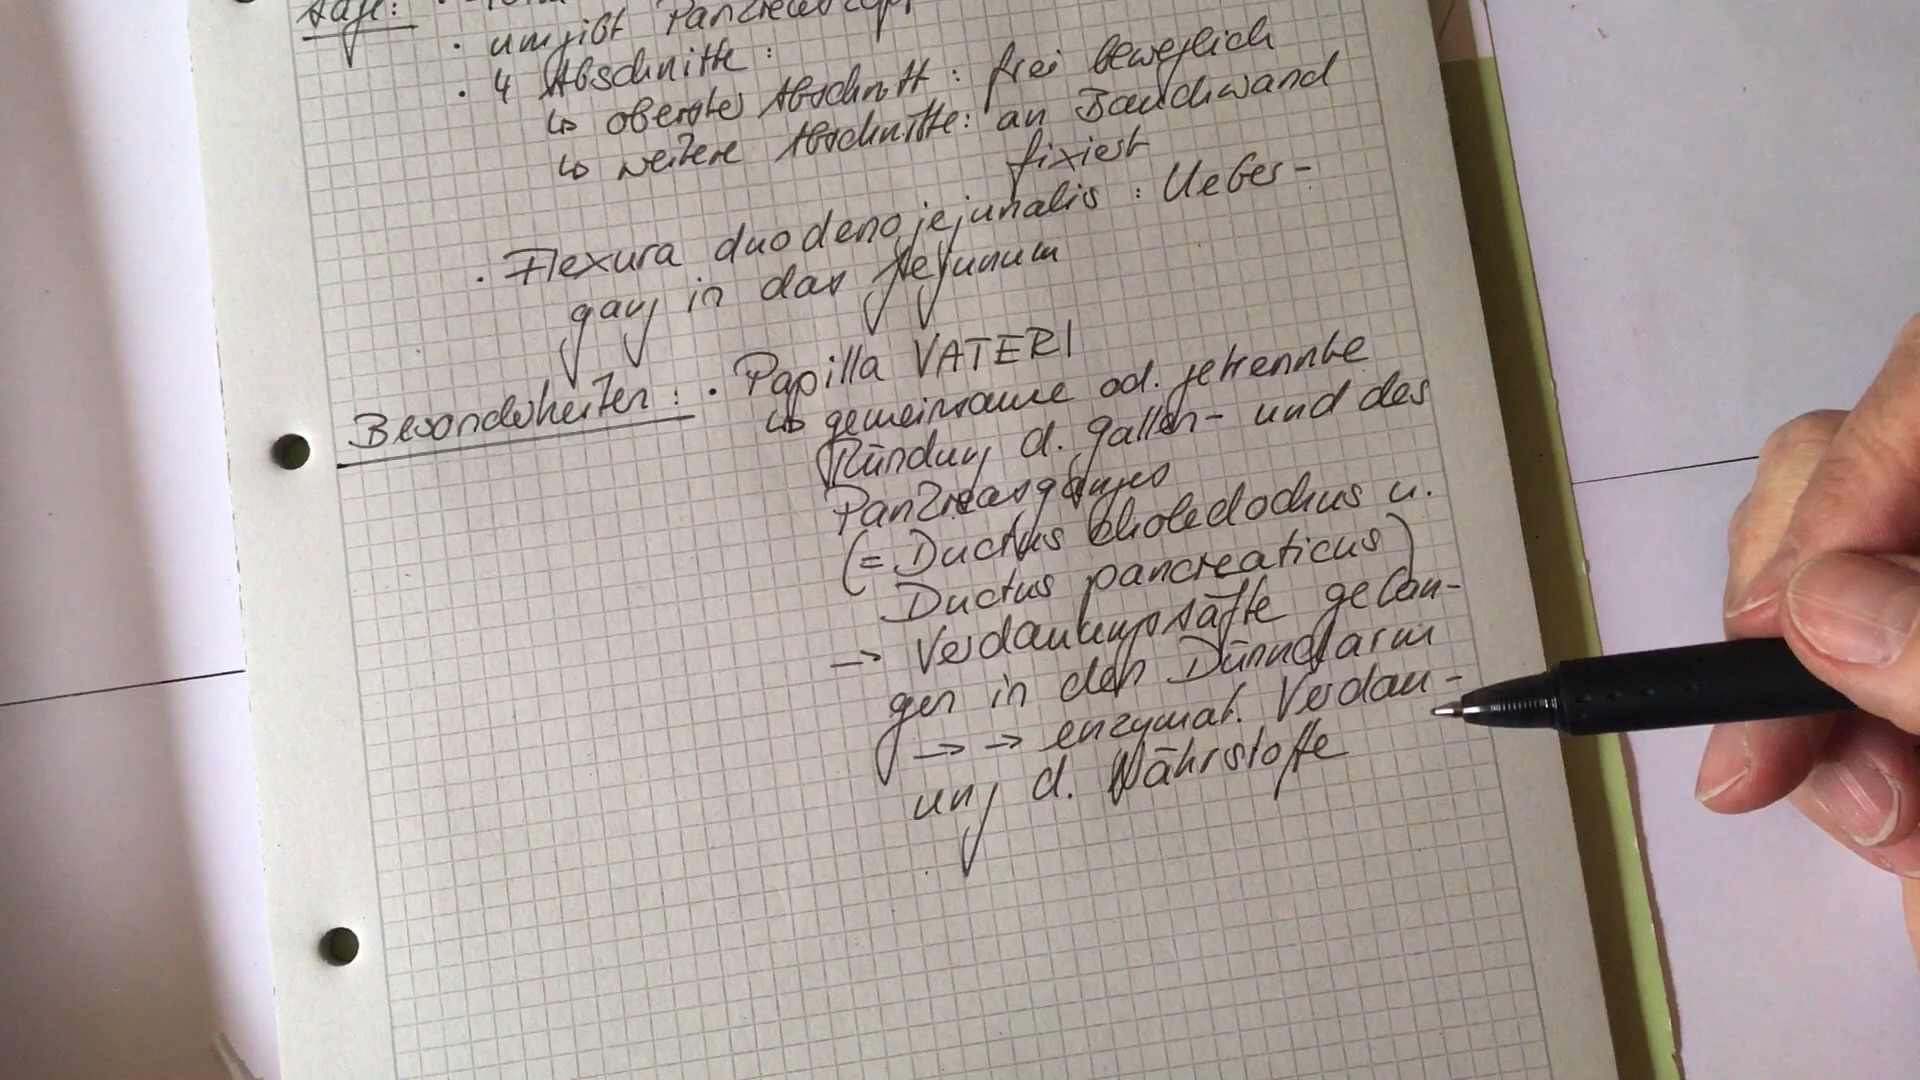 Lage:
· umgibt Pankreaskopf
· 4 Abschnitte:
↳ oberster Abschnitt: frei beweglich
↳ weitere Abschnitte: an Bauchwand
fixiert
· Flexura duodenojejunalis: Ueber-
gang in das Jejunum
Besonderheiten: · Papilla VATERI
↳ gemeinsame od. getrennte
Mündung d. Gallen- und des
Pankreasganges
(= Ductus choledochus u.
Ductus pancreaticus)
→ Verdauungssäfte gelan-
gen in den Dünndarm
→ → enzymat. Verdau-
ung d. Nährstoffe